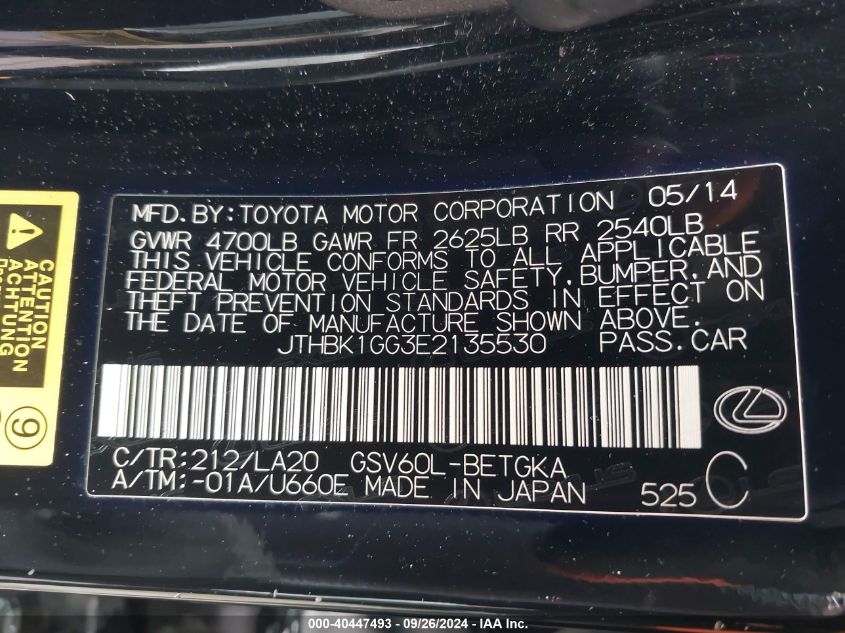 MFD.BY:TOYOTA MOTOR CORPORATION 05/14
GVWR 4700LB GAWR FR 2625LB RR 2540LB
THIS VEHICLE CONFORMS TO ALL APPLICABLE
FEDERAL MOTOR VEHICLE SAFETY,BUMPER,AND
THEFT PREVENTION STANDARDS IN EFFECT ON
THE DATE OF MANUFACTURE SHOWN ABOVE.
JTHBK1GG3E2135530 PASS.CAR
C/TR:212/LA20 GSV60L-BETGKA
A/TM:-01A/U660E MADE IN JAPAN 525 C
CAUTION
ATTENTION
ACHTUNG
9
000-40447493 - 09/26/2024 - IAA Inc.